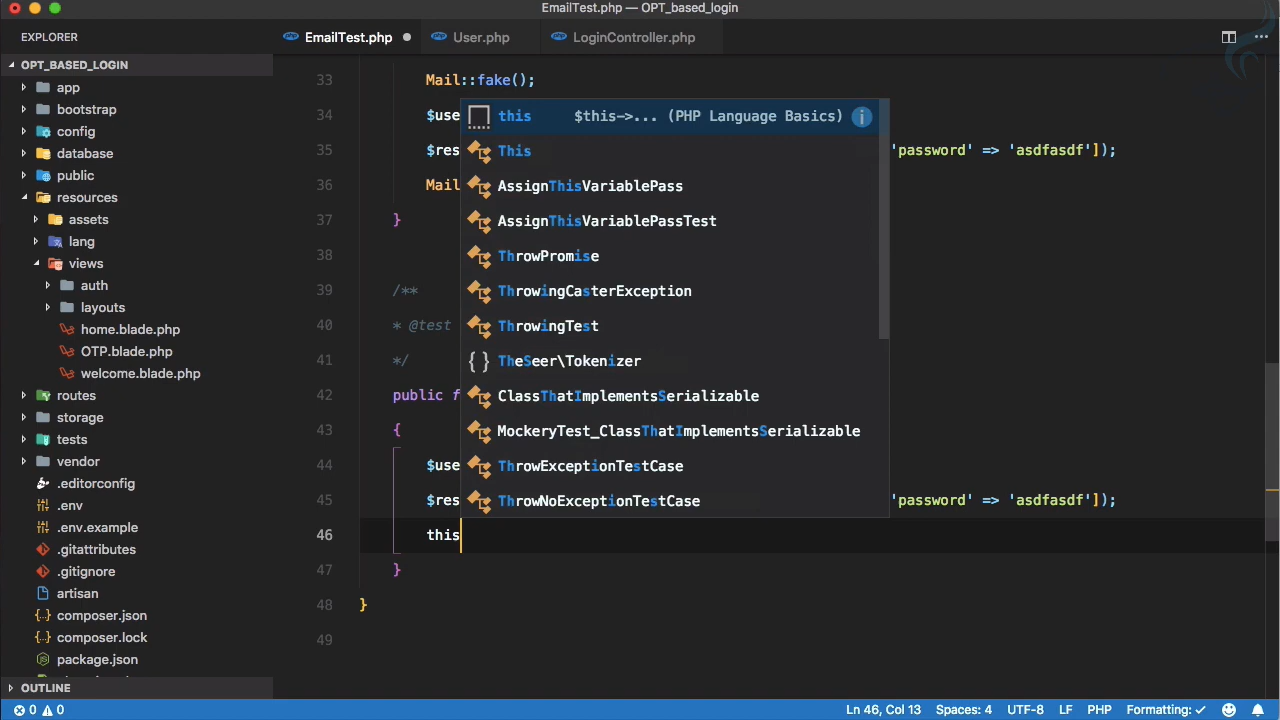 EmailTest.php — OPT_based_login
EXPLORER
EmailTest.php
User.php
LoginController.php
OPT_BASED_LOGIN
app
bootstrap
config
database
public
resources
assets
lang
views
auth
layouts
home.blade.php
OTP.blade.php
welcome.blade.php
routes
storage
tests
vendor
.editorconfig
.env
.env.example
.gitattributes
.gitignore
artisan
composer.json
composer.lock
package.json
OUTLINE
33 Mail::fake();
34 $use
35 $res 'password' => 'asdfasdf']);
36 Mail
37 }
38
39 /**
40 * @test
41 */
42 public f
43 {
44 $use
45 $res 'password' => 'asdfasdf']);
46 this
47 }
48 }
49
this $this->... (PHP Language Basics)
This
AssignThisVariablePass
AssignThisVariablePassTest
ThrowPromise
ThrowingCasterException
ThrowingTest
{ } TheSeer\Tokenizer
ClassThatImplementsSerializable
MockeryTest_ClassThatImplementsSerializable
ThrowExceptionTestCase
ThrowNoExceptionTestCase
0 0 Ln 46, Col 13 Spaces: 4 UTF-8 LF PHP Formatting: ✓